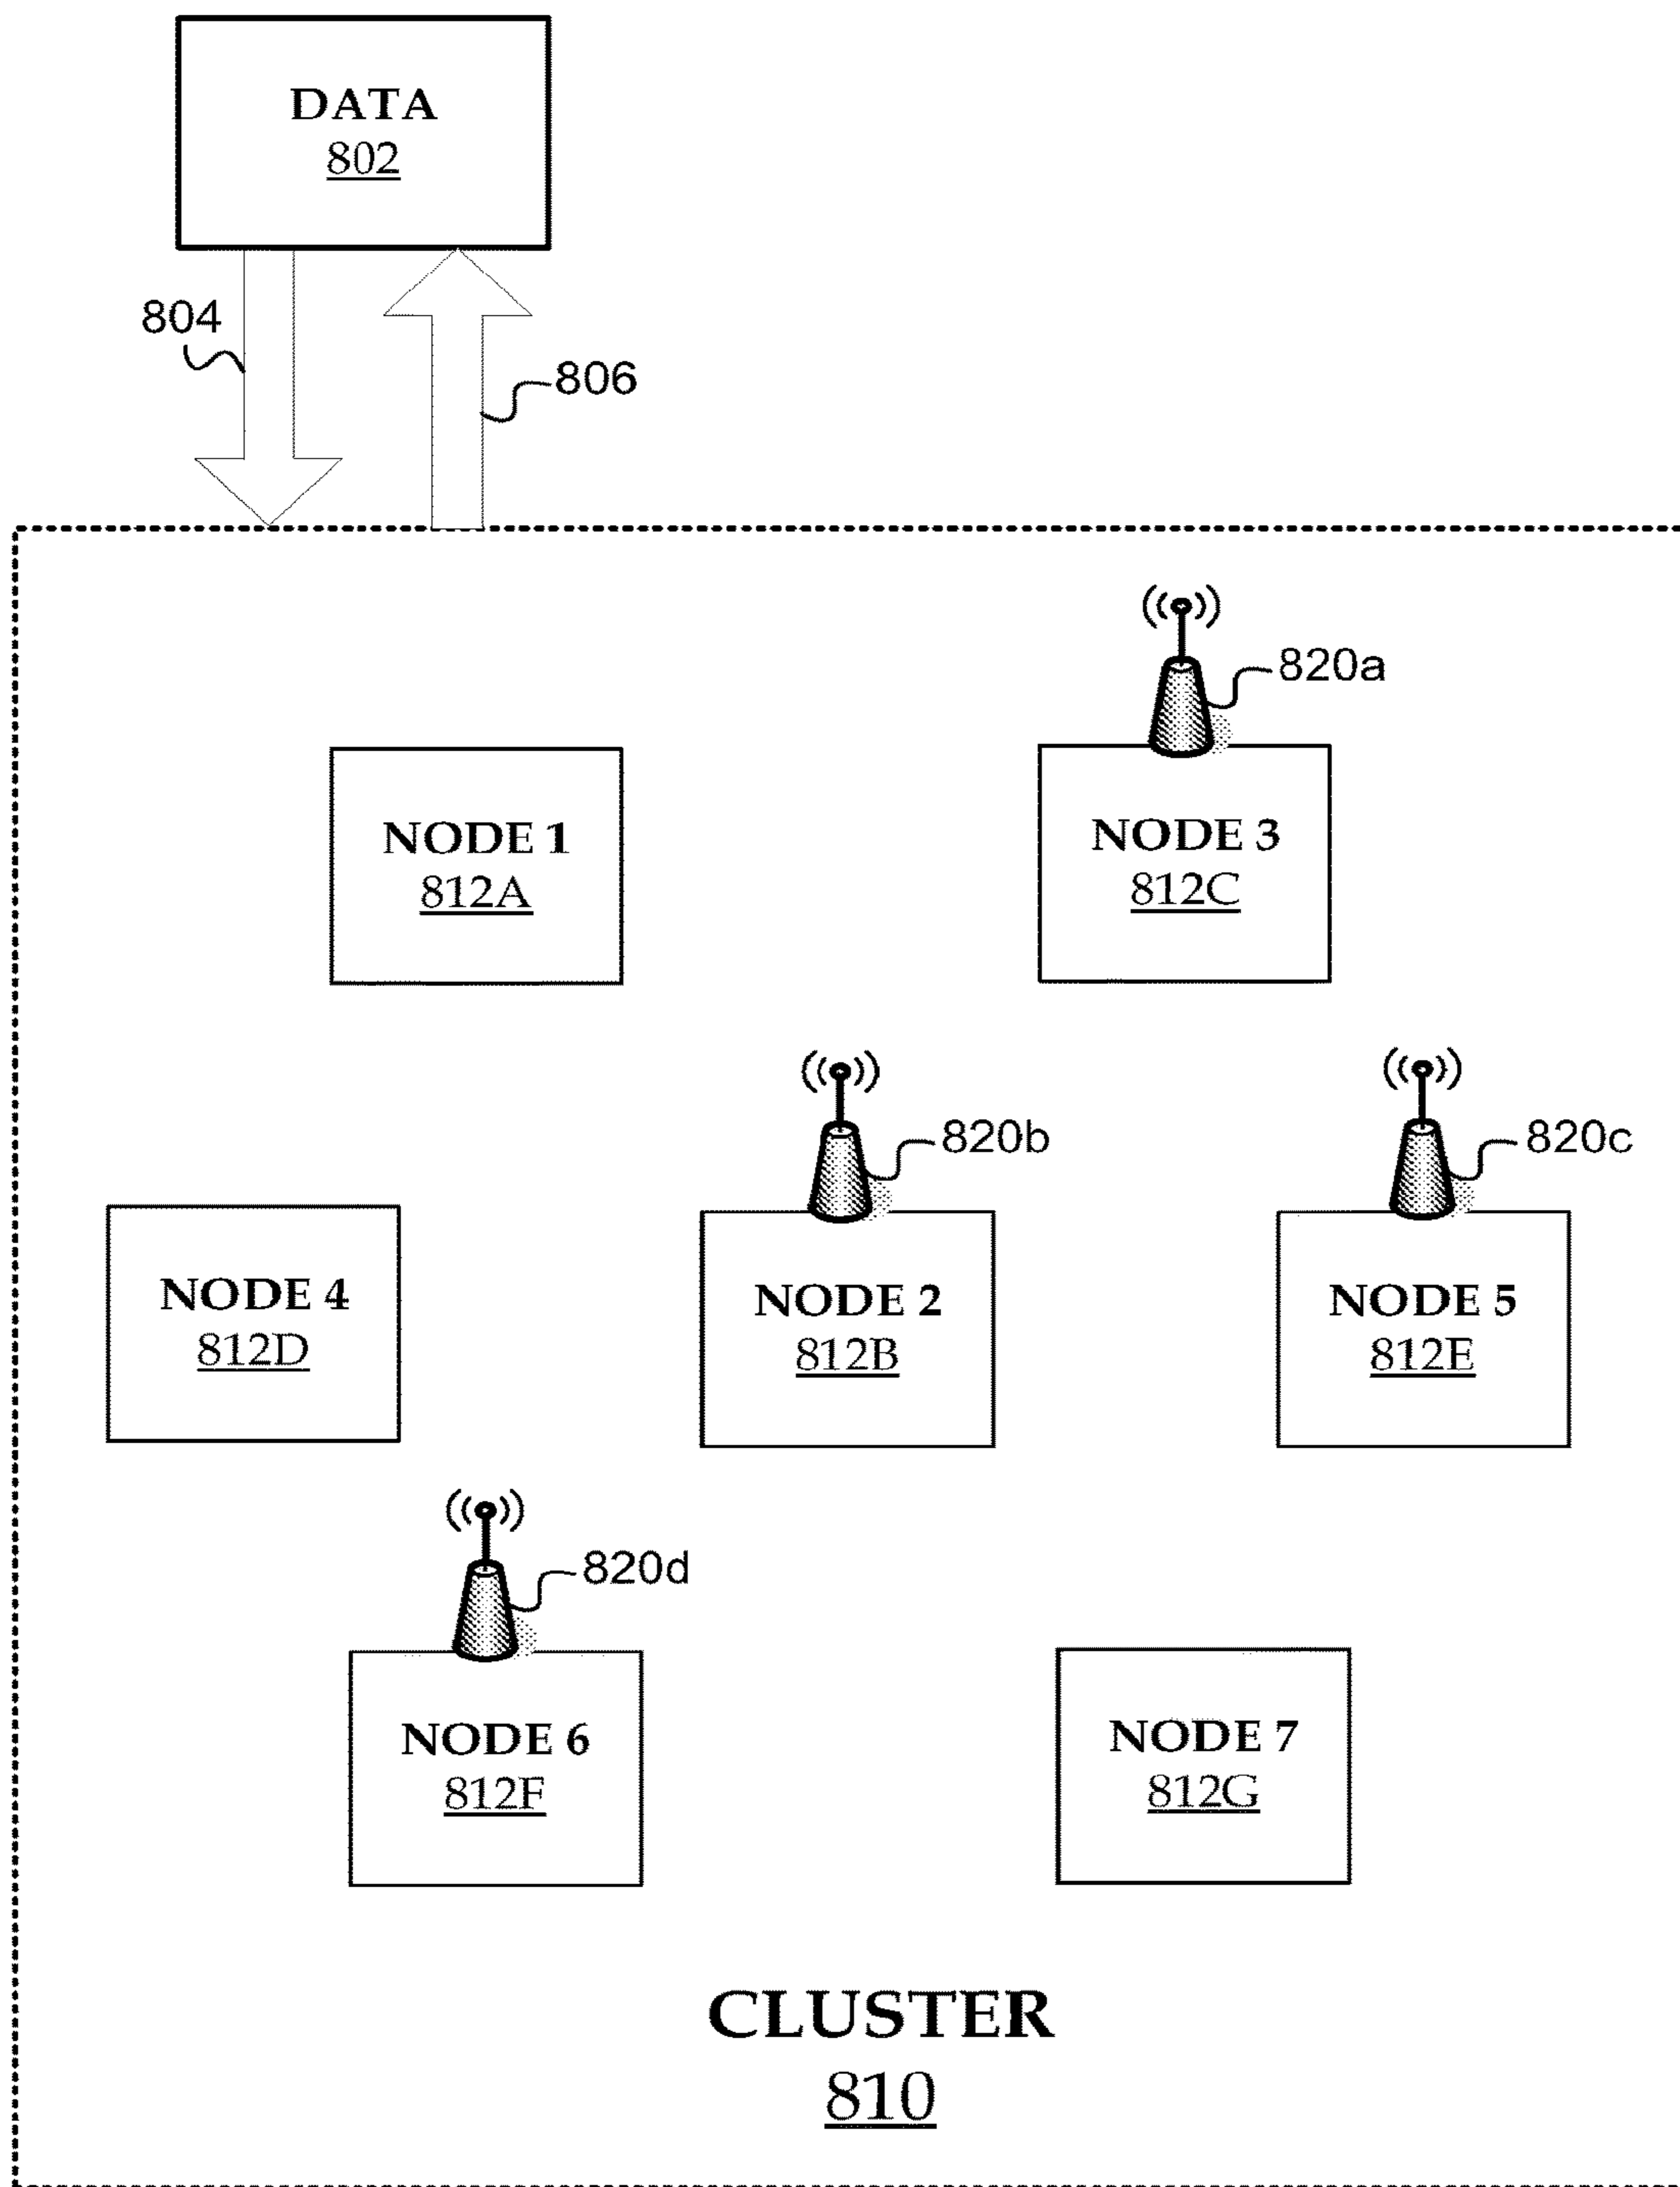 DATA
802
804
806
820a
NODE 1
812A
NODE 3
812C
820b
820c
NODE 4
812D
NODE 2
812B
NODE 5
812E
820d
NODE 6
812F
NODE 7
812G
CLUSTER
810